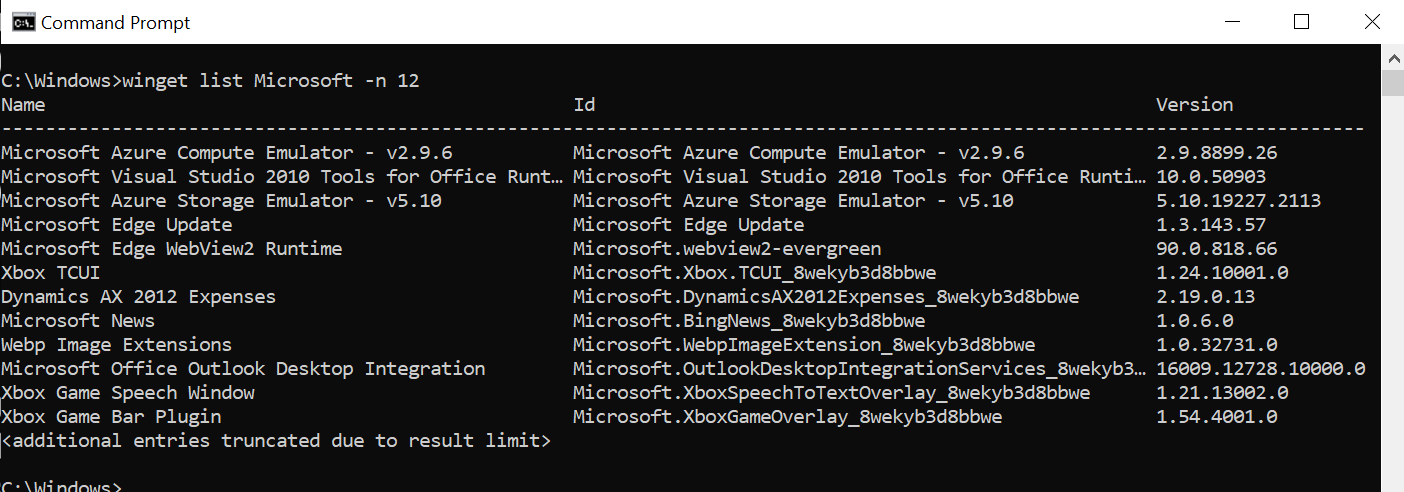 Command Prompt
C:\Windows>winget list Microsoft -n 12
Name Id Version
----------------------------------------------------------------------------------------------------------------------------
Microsoft Azure Compute Emulator - v2.9.6 Microsoft Azure Compute Emulator - v2.9.6 2.9.8899.26
Microsoft Visual Studio 2010 Tools for Office Runt… Microsoft Visual Studio 2010 Tools for Office Runti… 10.0.50903
Microsoft Azure Storage Emulator - v5.10 Microsoft Azure Storage Emulator - v5.10 5.10.19227.2113
Microsoft Edge Update Microsoft Edge Update 1.3.143.57
Microsoft Edge WebView2 Runtime Microsoft.webview2-evergreen 90.0.818.66
Xbox TCUI Microsoft.Xbox.TCUI_8wekyb3d8bbwe 1.24.10001.0
Dynamics AX 2012 Expenses Microsoft.DynamicsAX2012Expenses_8wekyb3d8bbwe 2.19.0.13
Microsoft News Microsoft.BingNews_8wekyb3d8bbwe 1.0.6.0
Webp Image Extensions Microsoft.WebpImageExtension_8wekyb3d8bbwe 1.0.32731.0
Microsoft Office Outlook Desktop Integration Microsoft.OutlookDesktopIntegrationServices_8wekyb3… 16009.12728.10000.0
Xbox Game Speech Window Microsoft.XboxSpeechToTextOverlay_8wekyb3d8bbwe 1.21.13002.0
Xbox Game Bar Plugin Microsoft.XboxGameOverlay_8wekyb3d8bbwe 1.54.4001.0
<additional entries truncated due to result limit>
C:\Windows>